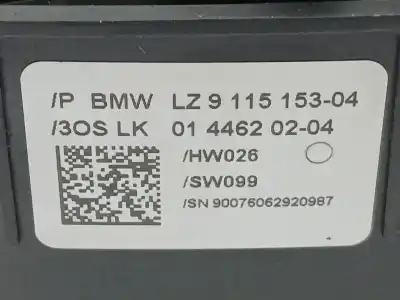 /P BMW LZ 9 115 153-04
/3OS LK 01 4462 02-04
/HW026
/SW099
/SN 90076062920987